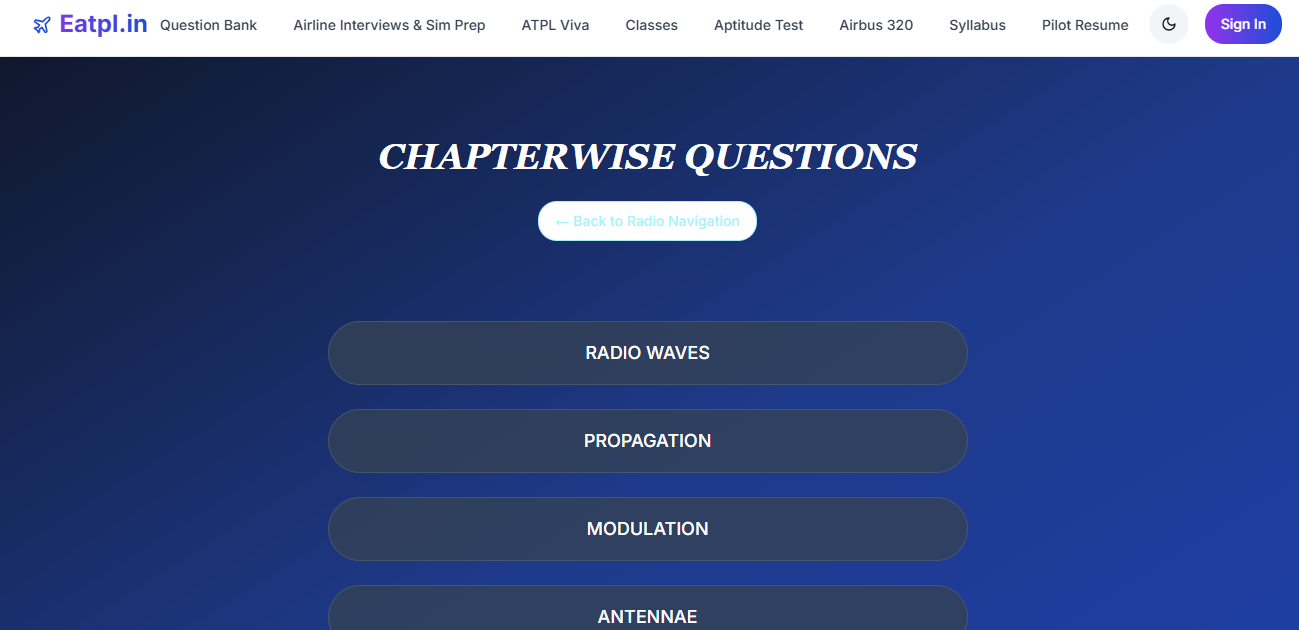 Eatpl.in Question Bank Airline Interviews & Sim Prep ATPL Viva Classes Aptitude Test Airbus 320 Syllabus Pilot Resume Sign In
CHAPTERWISE QUESTIONS
← Back to Radio Navigation
RADIO WAVES
PROPAGATION
MODULATION
ANTENNAE